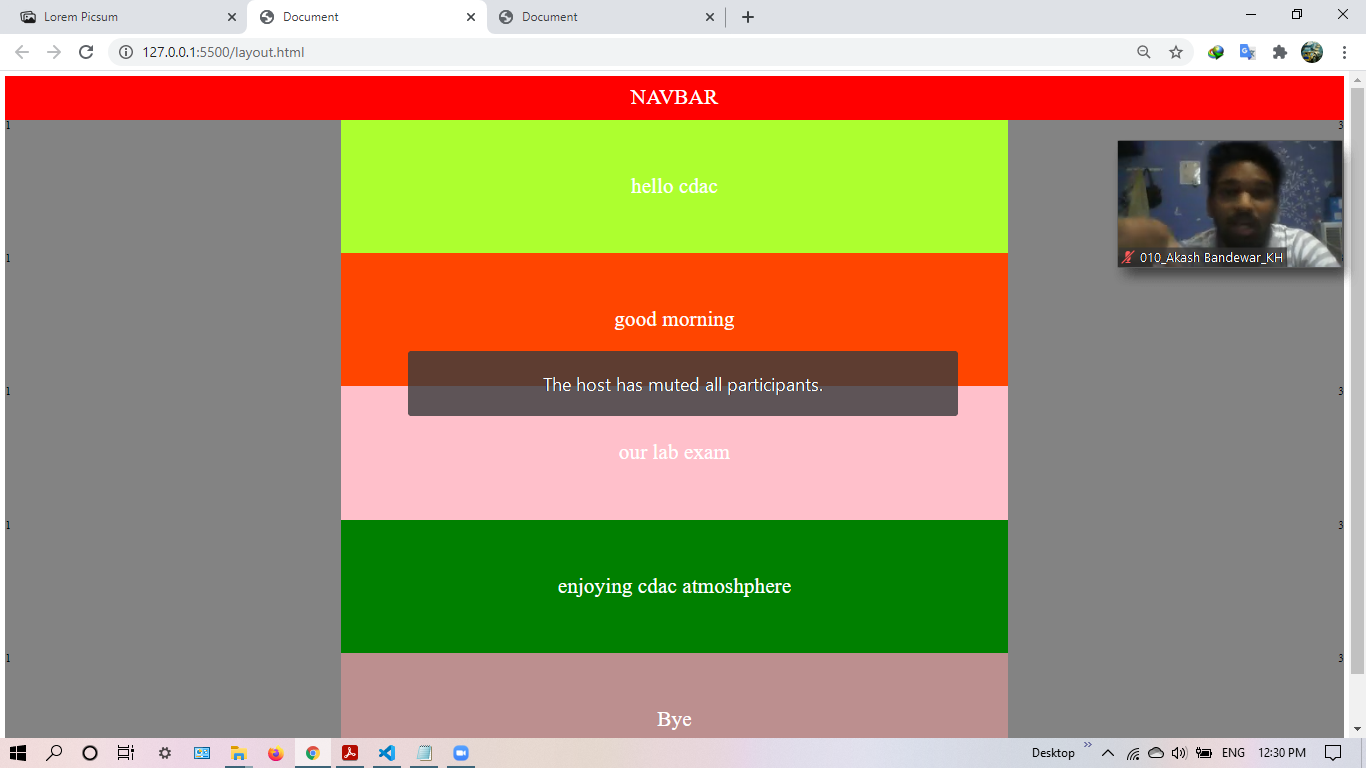 Lorem Picsum
Document
Document
127.0.0.1:5500/layout.html
NAVBAR
1
3
hello cdac
010_Akash Bandewar_KH
1
good morning
The host has muted all participants.
1
3
our lab exam
1
3
enjoying cdac atmoshphere
1
3
Bye
Desktop
ENG
12:30 PM